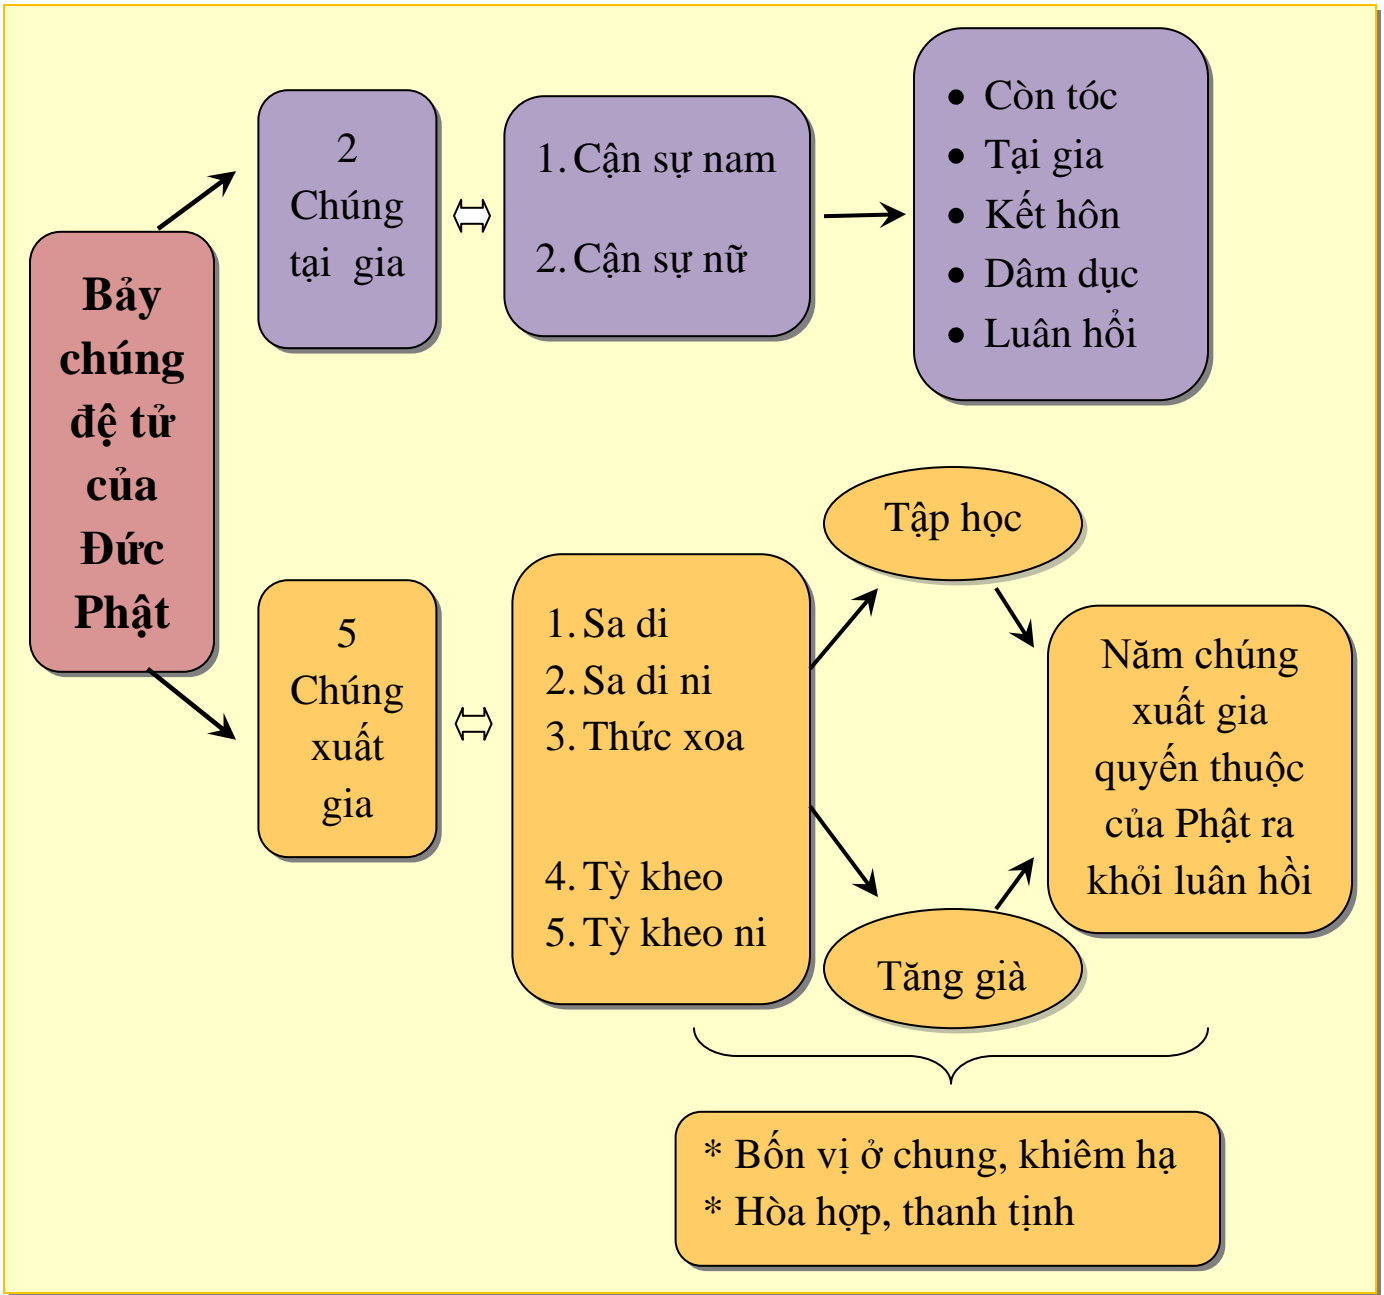 Bảy
chúng
đệ tử
của
Đức
Phật
2
Chúng
tại gia
1. Cận sự nam
2. Cận sự nữ
• Còn tóc
• Tại gia
• Kết hôn
• Dâm dục
• Luân hổi
5
Chúng
xuất
gia
1. Sa di
2. Sa di ni
3. Thức xoa
4. Tỳ kheo
5. Tỳ kheo ni
Tập học
Tăng già
Năm chúng
xuất gia
quyến thuộc
của Phật ra
khỏi luân hồi
* Bốn vị ở chung, khiêm hạ
* Hòa hợp, thanh tịnh